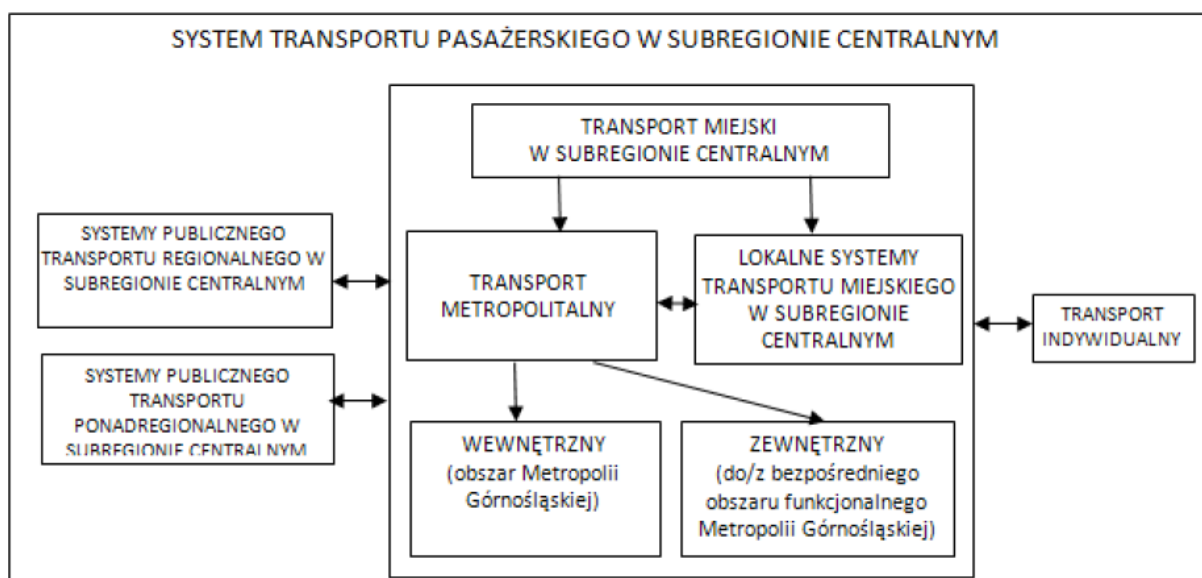 SYSTEM TRANSPORTU PASAŻERSKIEGO W SUBREGIONIE CENTRALNYM
TRANSPORT MIEJSKI
W SUBREGIONIE CENTRALNYM
SYSTEMY PUBLICZNEGO
TRANSPORTU REGIONALNEGO W
SUBREGIONIE CENTRALNYM
TRANSPORT
METROPOLITALNY
LOKALNE SYSTEMY
TRANSPORTU MIEJSKIEGO
W SUBREGIONIE
CENTRALNYM
TRANSPORT
INDYWIDUALNY
SYSTEMY PUBLICZNEGO
TRANSPORTU
PONADREGIONALNEGO W
SUBREGIONIE CENTRALNYM
WEWNĘTRZNY
(obszar Metropolii
Górnośląskiej)
ZEWNĘTRZNY
(do/z bezpośredniego
obszaru funkcjonalnego
Metropolii Górnośląskiej)